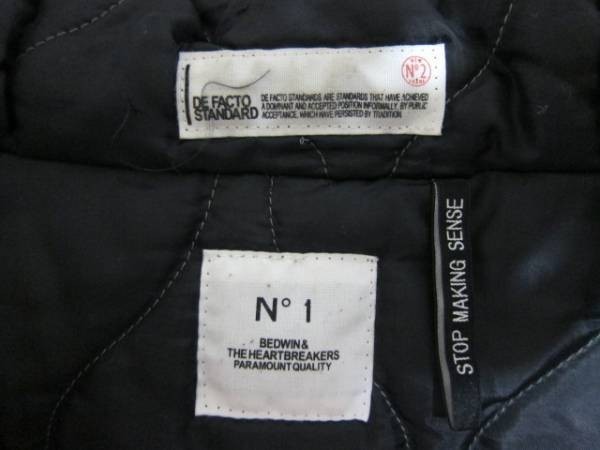 DE FACTO
STANDARD
DE FACTO STANDARDS ARE STANDARDS THAT HAVE ACHIEVED
A DOMINANT AND ACCEPTED POSITION INFORMALLY, BY PUBLIC
ACCEPTANCE, WHICH HAVE PERSISTED BY TRADITION.
Nº2
STOP MAKING SENSE
N° 1
BEDWIN &
THE HEARTBREAKERS
PARAMOUNT QUALITY